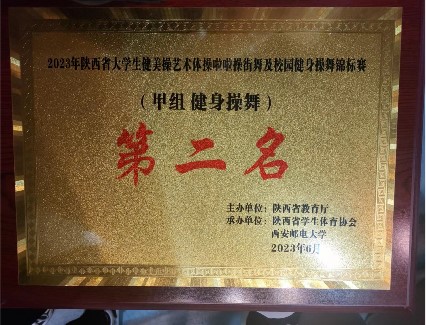 2023年陕西省大学生健美操艺术体操啦啦操街舞及校园健身操舞锦标赛
（甲组 健身操舞）
第二名
主办单位：陕西省教育厅
承办单位：陕西省学生体育协会
西安邮电大学
2023年6月